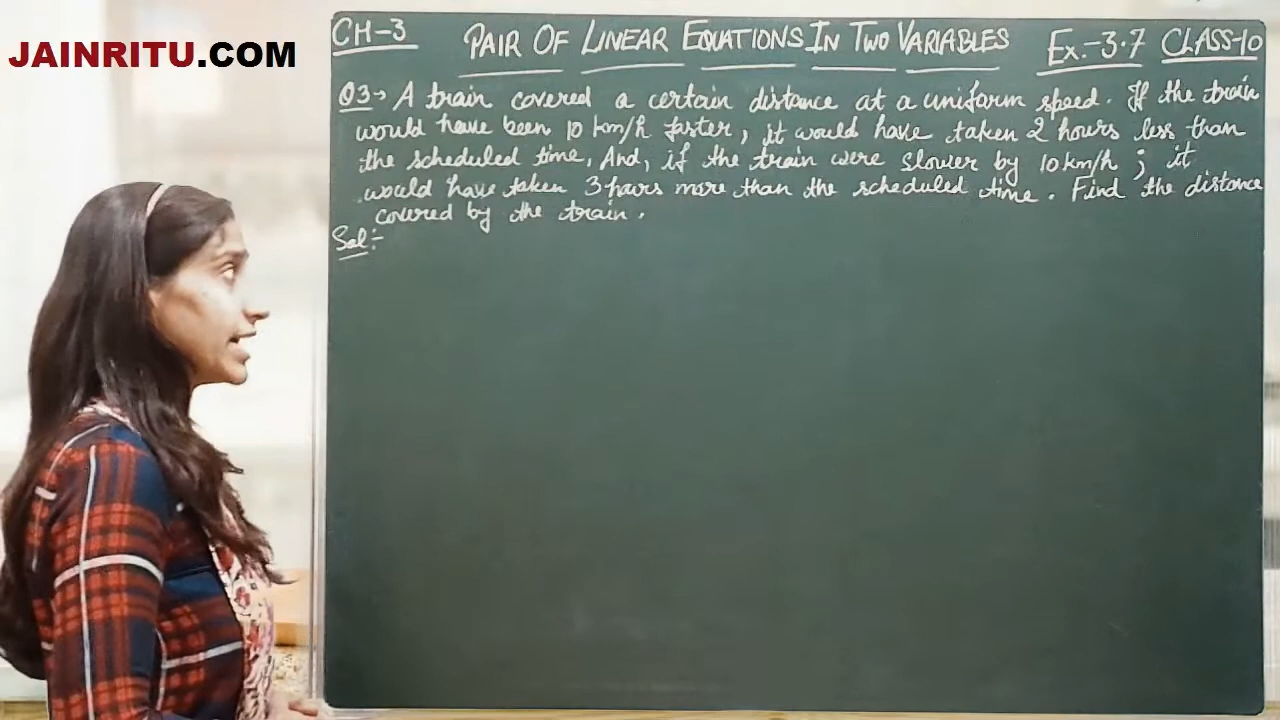 JAINRITU.COM
CH-3 PAIR OF LINEAR EQUATIONS IN TWO VARIABLES Ex.-3.7 CLASS-10
Q3→ A train covered a certain distance at a uniform speed. If the train
would have been 10 km/h faster, it would have taken 2 hours less than
the scheduled time, And, if the train were slower by 10 km/h ; it
would have taken 3 hours more than the scheduled time. Find the distance
covered by the train.
Sol:-